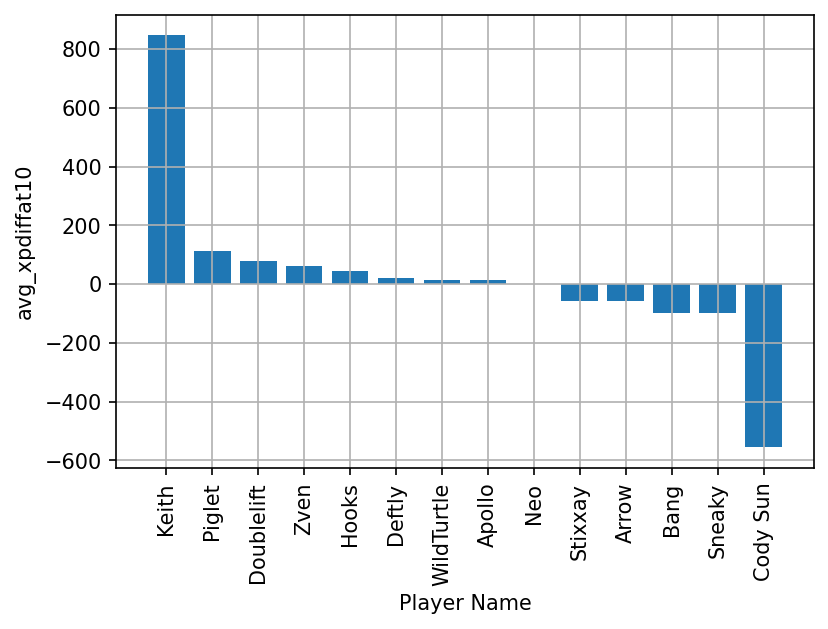 800
600
400
200
0
−200
−400
−600
avg_xpdiffat10
Keith
Piglet
Doublelift
Zven
Hooks
Deftly
WildTurtle
Apollo
Neo
Stixxay
Arrow
Bang
Sneaky
Cody Sun
Player Name